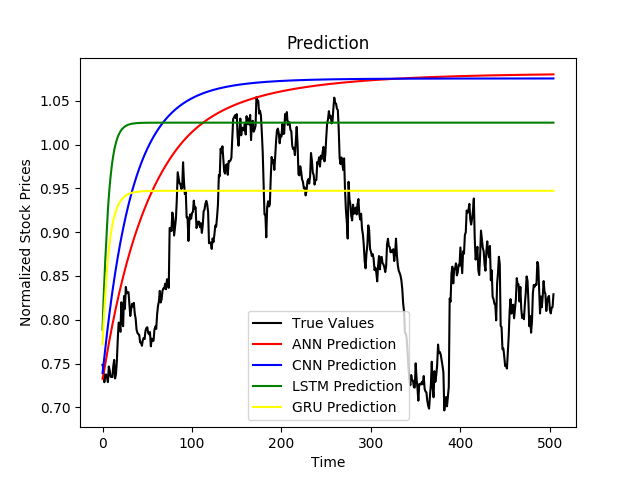 Prediction
Normalized Stock Prices
1.05
1.00
0.95
0.90
0.85
0.80
0.75
0.70
True Values
ANN Prediction
CNN Prediction
LSTM Prediction
GRU Prediction
0 100 200 300 400 500
Time